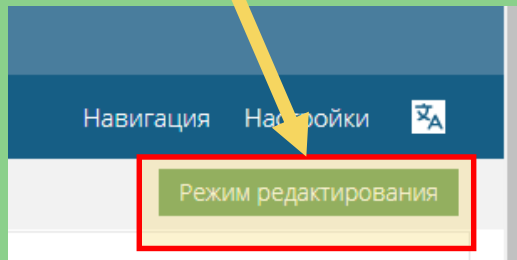 Навигация Настройки
Режим редактирования